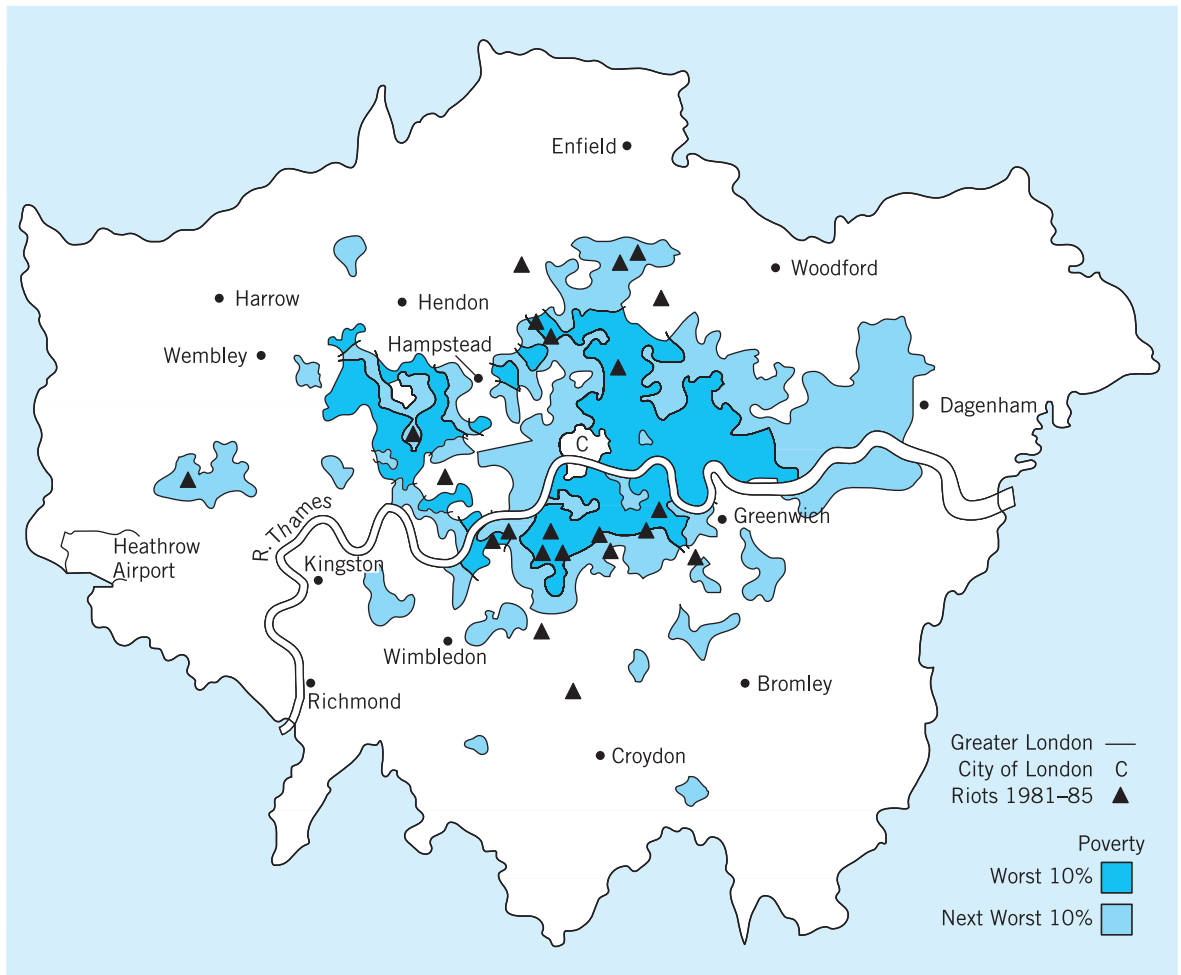 Enfield
Woodford
Harrow
Hendon
Hampstead
Wembley
Dagenham
C
R. Thames
Greenwich
Heathrow
Airport
Kingston
Wimbledon
Richmond
Bromley
Croydon
Greater London
City of London C
Riots 1981–85
Poverty
Worst 10%
Next Worst 10%